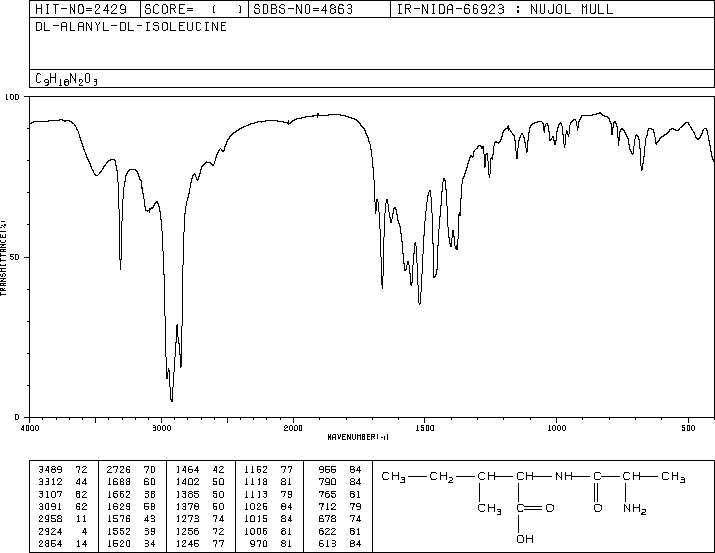 HIT-NO=2429 SCORE= ( ) SDBS-NO=4863 IR-NIDA-66923 : NUJOL MULL
DL-ALANYL-DL-ISOLEUCINE
C9H18N2O3
100
50
0
TRANSMITTANCE(%)
4000 3000 2000 1500 1000
WAVENUMBER(-1)
3489 72 2726 70 1464 42 1152 77 966 84
3312 44 1688 60 1402 50 1118 81 790 84
3107 62 1662 38 1385 50 1113 79 765 81
3091 62 1629 58 1378 50 1026 84 712 79
2958 11 1576 43 1273 74 1015 84 678 74
2924 4 1552 39 1256 72 1006 81 622 81
2854 14 1520 34 1245 77 970 81 613 84
CH3 CH2 CH CH NH C CH CH3
CH3 C O O NH2
OH